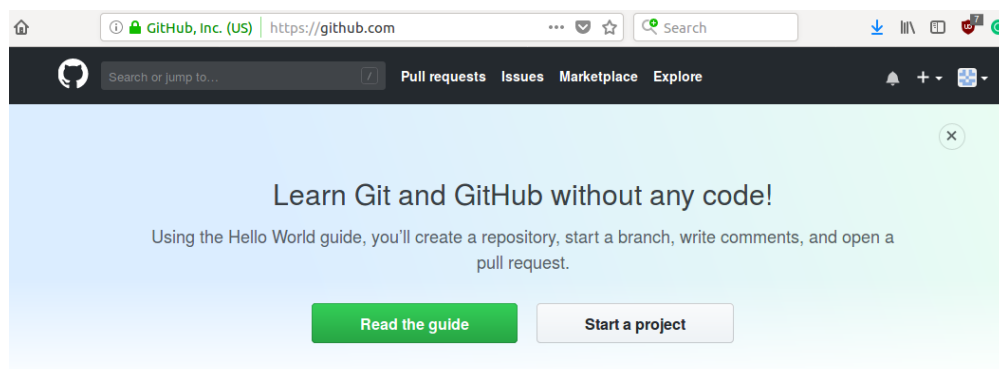 GitHub, Inc. (US) https://github.com
Search
7
Search or jump to...
/
Pull requests Issues Marketplace Explore
Learn Git and GitHub without any code!
Using the Hello World guide, you’ll create a repository, start a branch, write comments, and open a
pull request.
Read the guide
Start a project